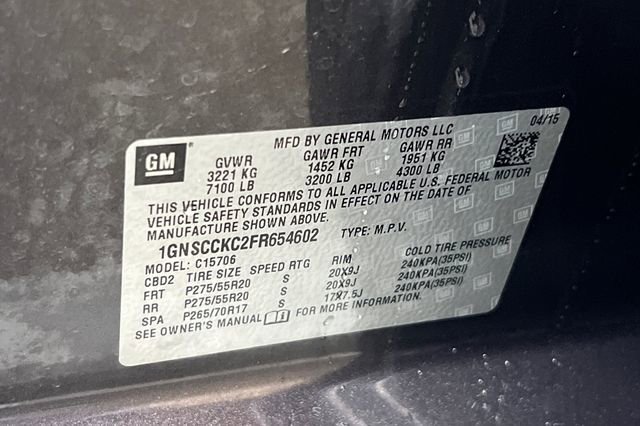 GM
MFD BY GENERAL MOTORS LLC 04/15
GVWR GAWR FRT GAWR RR
3221 KG 1452 KG 1951 KG
7100 LB 3200 LB 4300 LB
THIS VEHICLE CONFORMS TO ALL APPLICABLE U.S. FEDERAL MOTOR
VEHICLE SAFETY STANDARDS IN EFFECT ON THE DATE OF
MANUFACTURE SHOWN ABOVE.
1GNSCCKC2FR654602 TYPE: M.P.V.
MODEL: C15706
CBD2 TIRE SIZE SPEED RTG RIM COLD TIRE PRESSURE
FRT P275/55R20 S 20X9J 240KPA(35PSI)
RR P275/55R20 S 20X9J 240KPA(35PSI)
SPA P265/70R17 S 17X7.5J 240KPA(35PSI)
SEE OWNER'S MANUAL FOR MORE INFORMATION.